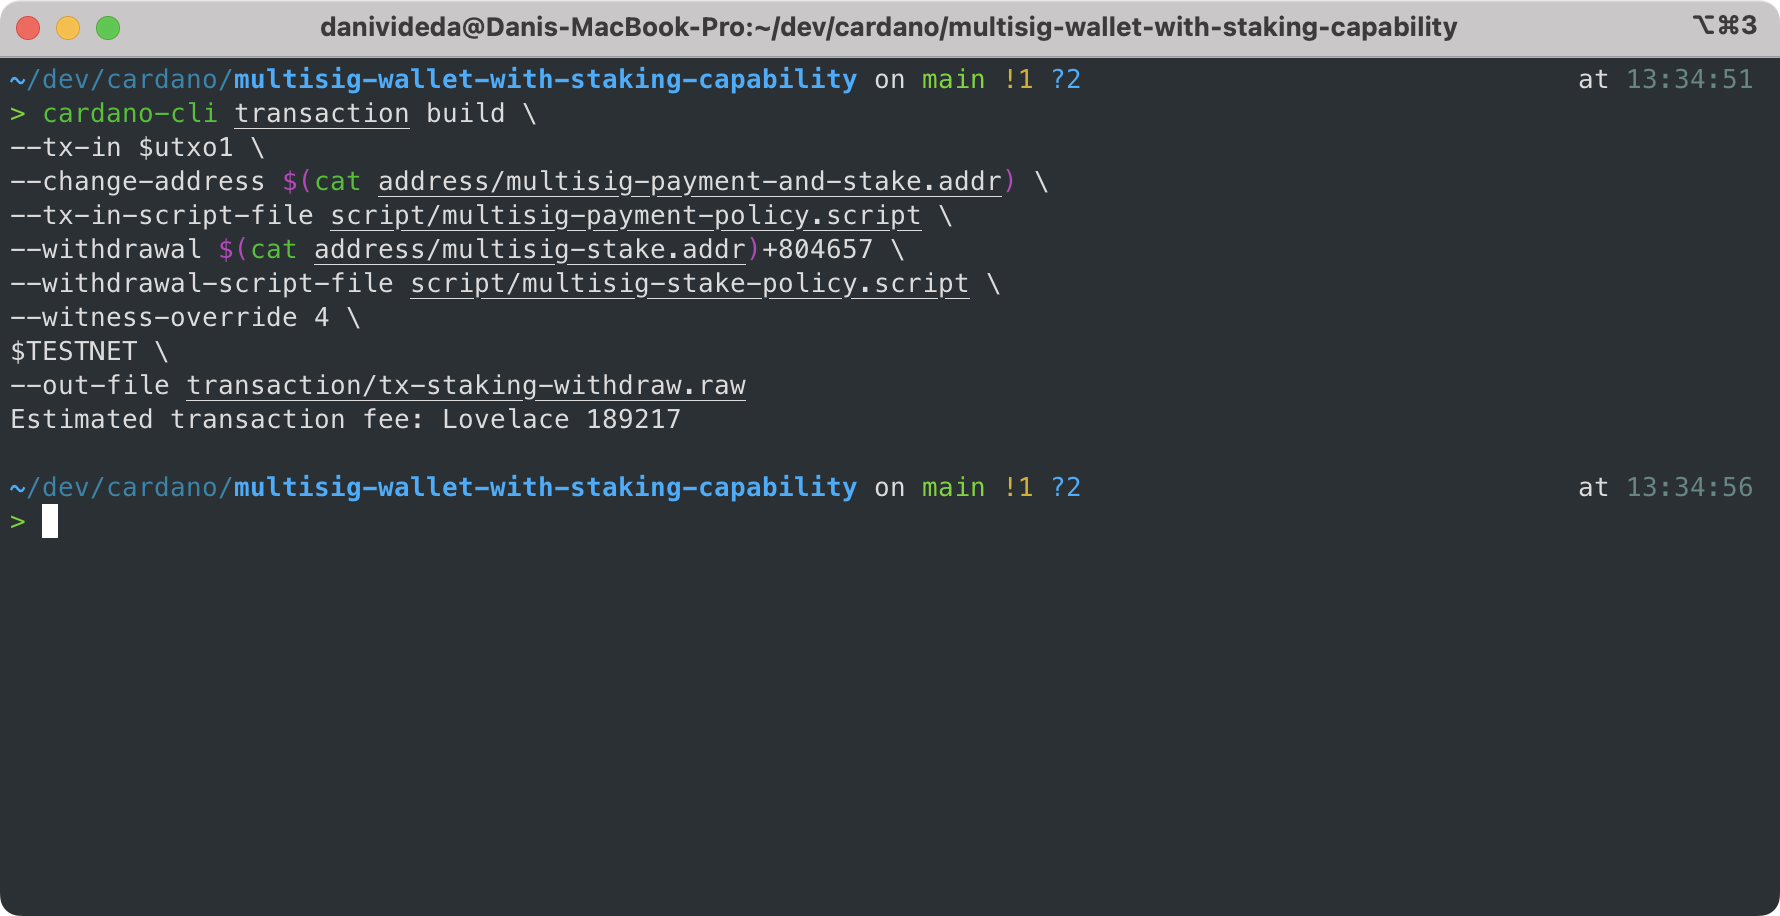 danivideda@Danis-MacBook-Pro:~/dev/cardano/multisig-wallet-with-staking-capability ⌥⌘3
~/dev/cardano/multisig-wallet-with-staking-capability on main !1 ?2 at 13:34:51
> cardano-cli transaction build \
--tx-in $utxo1 \
--change-address $(cat address/multisig-payment-and-stake.addr) \
--tx-in-script-file script/multisig-payment-policy.script \
--withdrawal $(cat address/multisig-stake.addr)+804657 \
--withdrawal-script-file script/multisig-stake-policy.script \
--witness-override 4 \
$TESTNET \
--out-file transaction/tx-staking-withdraw.raw
Estimated transaction fee: Lovelace 189217
~/dev/cardano/multisig-wallet-with-staking-capability on main !1 ?2 at 13:34:56
>